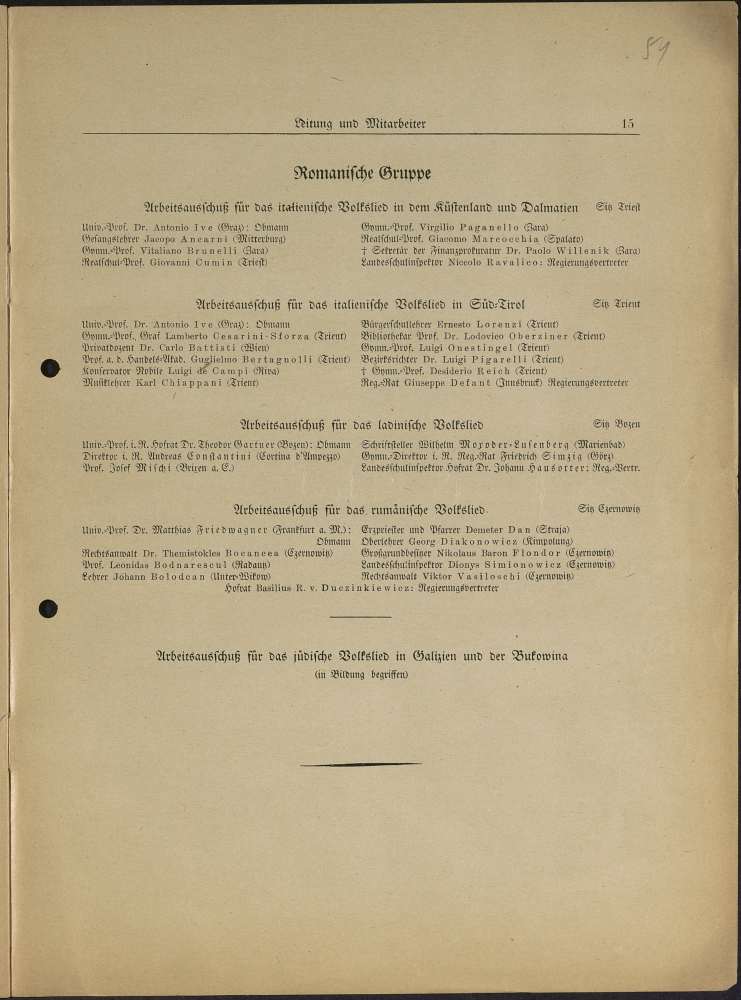 51
Leitung und Mitarbeiter 15
Romanische Gruppe
Arbeitsausschuß für das italienische Volkslied in dem Küstenland und Dalmatien Sitz Triest
Univ.-Prof. Dr. Antonio Ive (Graz): Obmann
Gesangslehrer Jacopo Ancarni (Mitterburg)
Gymn.-Prof. Vitaliano Brunelli (Zara)
Realschul-Prof. Giovanni Cumin (Triest)
Gymn.-Prof. Virgilio Paganello (Zara)
Realschul-Prof. Giacomo Marcocchia (Spalato)
† Sekretär der Finanzprokuratur Dr. Paolo Willenik (Zara)
Landesschulinspektor Niccolo Ravalico: Regierungsvertreter
Arbeitsausschuß für das italienische Volkslied in Süd-Tirol Sitz Trient
Univ.-Prof. Dr. Antonio Ive (Graz): Obmann
Gymn.-Prof. Graf Lamberto Cesarini-Sforza (Trient)
Privatdozent Dr. Carlo Battisti (Wien)
Prof. a. d. Handels-Akad. Guglielmo Bertagnolli (Trient)
Konservator Nobile Luigi de Campi (Riva)
Musiklehrer Karl Chiappani (Trient)
Bürgerschullehrer Ernesto Lorenzi (Trient)
Bibliothekar Prof. Dr. Lodovico Oberziner (Trient)
Gymn.-Prof. Luigi Onestingel (Trient)
Bezirksrichter Dr. Luigi Pigarelli (Trient)
† Gymn.-Prof. Desiderio Reich (Trient)
Reg.-Rat Giuseppe Defant (Innsbruck) Regierungsvertreter
Arbeitsausschuß für das ladinische Volkslied Sitz Bozen
Univ.-Prof. i. R. Hofrat Dr. Theodor Gartner (Bozen): Obmann
Direktor i. R. Andreas Constantini (Cortina d'Ampezzo)
Prof. Josef Mischi (Brixen a. E.)
Schriftsteller Wilhelm Moroder-Lusenberg (Marienbad)
Gymn.-Direktor i. R. Reg.-Rat Friedrich Simzig (Görz)
Landesschulinspektor Hofrat Dr. Johann Hausotter: Reg.-Vertr.
Arbeitsausschuß für das rumänische Volkslied Sitz Czernowitz
Univ.-Prof. Dr. Matthias Friedwagner (Frankfurt a. M.):
Obmann
Rechtsanwalt Dr. Themistokles Bocancea (Czernowitz)
Prof. Leonidas Bodnarescul (Radautz)
Lehrer Johann Bolodcan (Unter-Wikow)
Erzpriester und Pfarrer Demeter Dan (Straja)
Oberlehrer Georg Diakonowicz (Kimpolung)
Großgrundbesitzer Nikolaus Baron Flondor (Czernowitz)
Landesschulinspektor Dionys Simionowicz (Czernowitz)
Rechtsanwalt Viktor Vasiloschi (Czernowitz)
Hofrat Basilius R. v. Duczinkiewicz: Regierungsvertreter
Arbeitsausschuß für das jüdische Volkslied in Galizien und der Bukowina
(in Bildung begriffen)